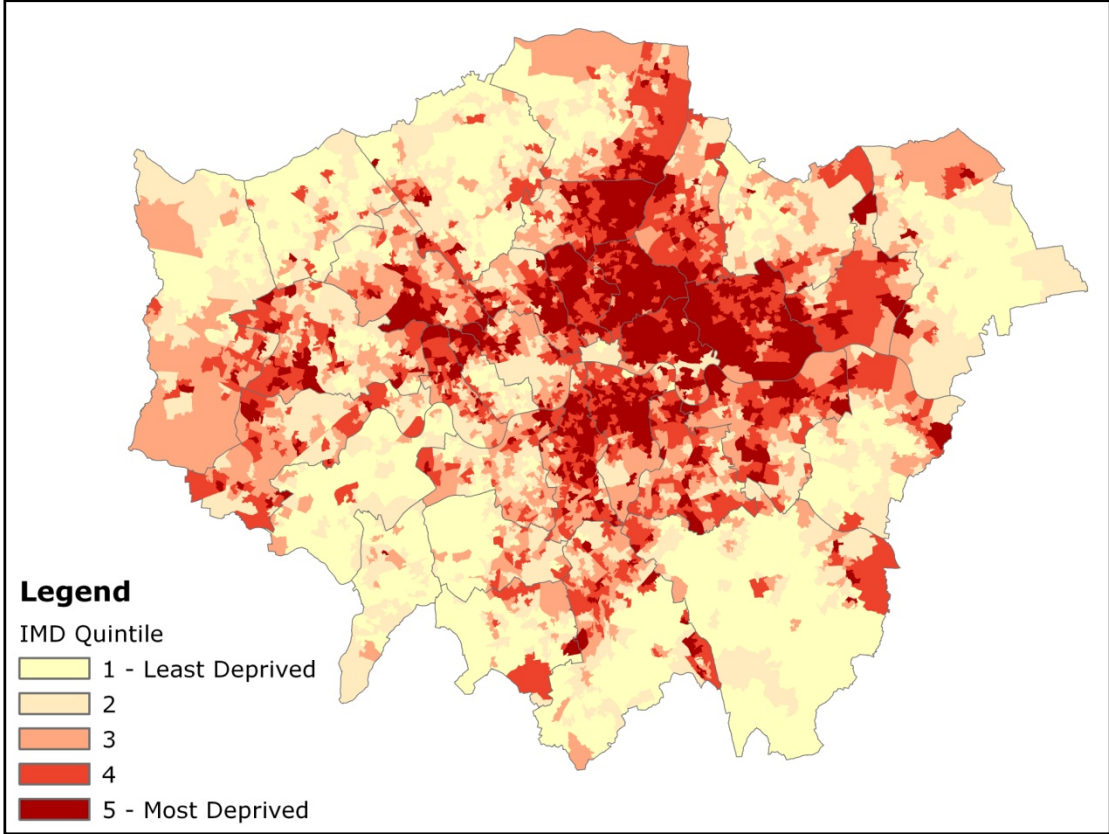 Legend
IMD Quintile
1 - Least Deprived
2
3
4
5 - Most Deprived